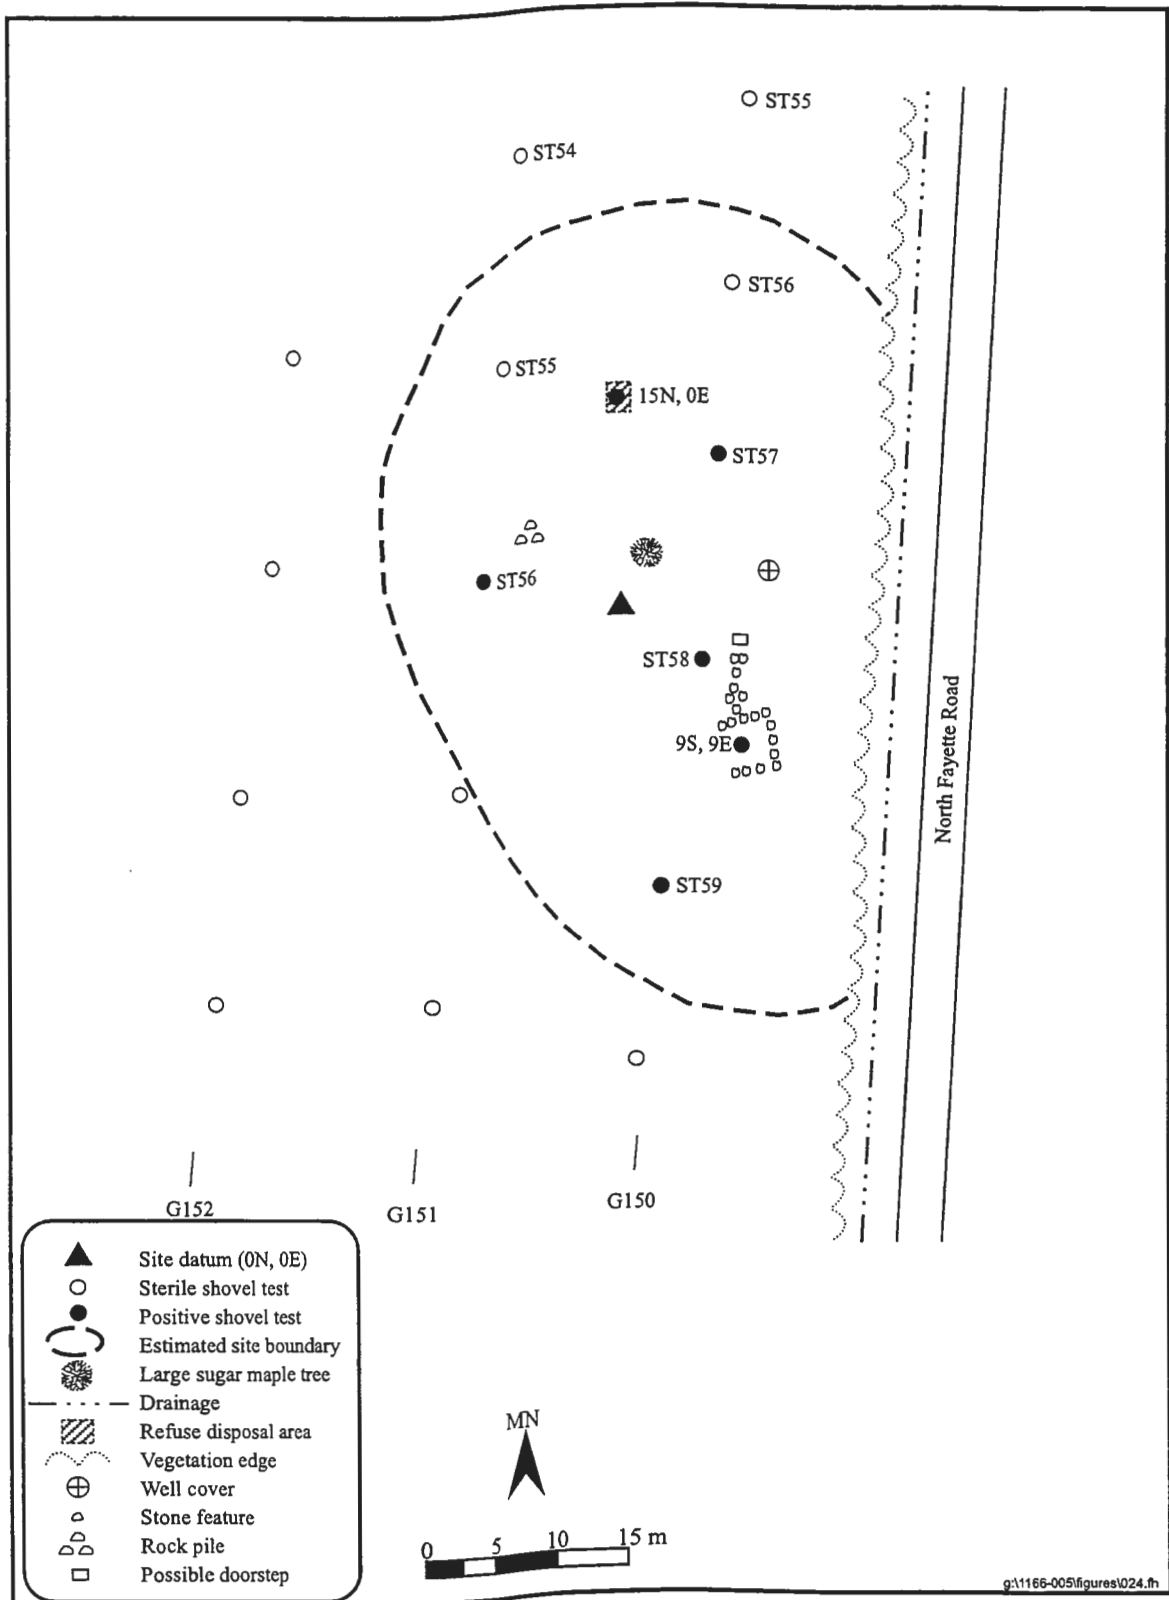 ST55
ST54
ST56
ST55
15N, 0E
ST57
ST56
ST58
9S, 9E
ST59
North Fayette Road
G152
G151
G150
Site datum (0N, 0E)
Sterile shovel test
Positive shovel test
Estimated site boundary
Large sugar maple tree
Drainage
Refuse disposal area
Vegetation edge
Well cover
Stone feature
Rock pile
Possible doorstep
MN
0 5 10 15 m
g:\1166-005\figures\024.fh